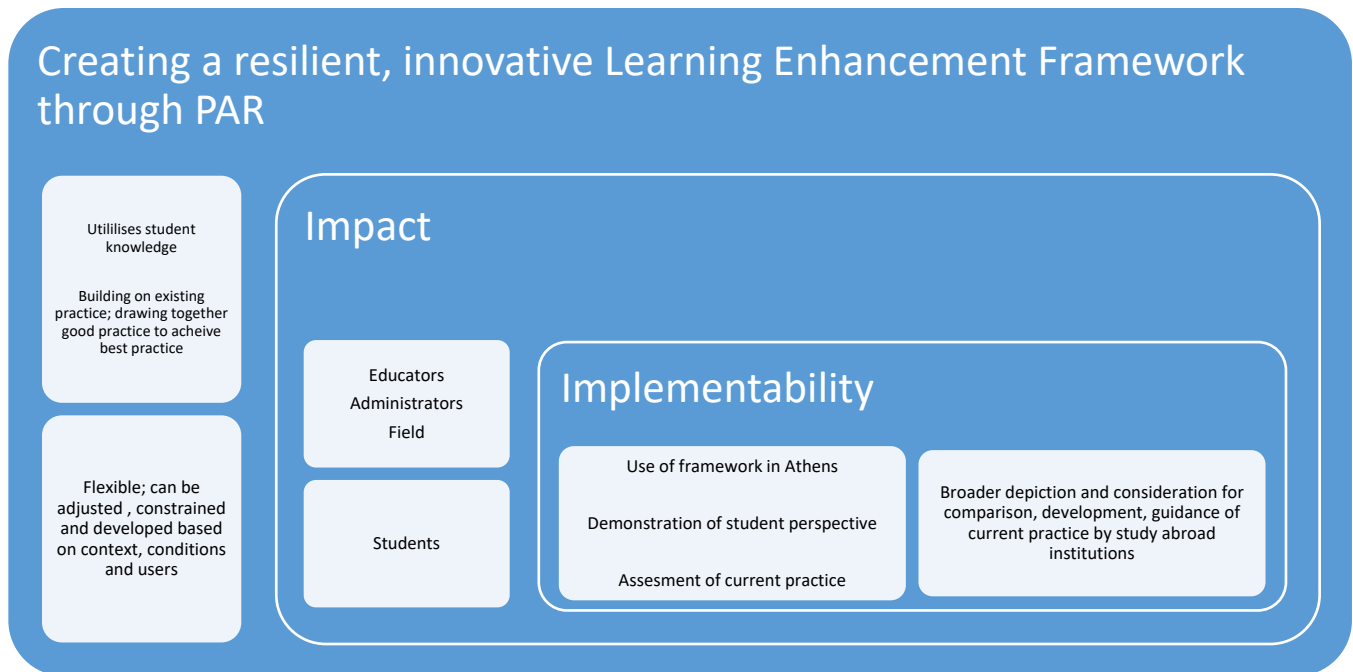 Creating a resilient, innovative Learning Enhancement Framework
through PAR
Utililises student
knowledge
Building on existing
practice; drawing together
good practice to acheive
best practice
Flexible; can be
adjusted , constrained
and developed based
on context, conditions
and users
Impact
Educators
Administrators
Field
Students
Implementability
Use of framework in Athens
Demonstration of student perspective
Assesment of current practice
Broader depiction and consideration for
comparison, development, guidance of
current practice by study abroad
institutions